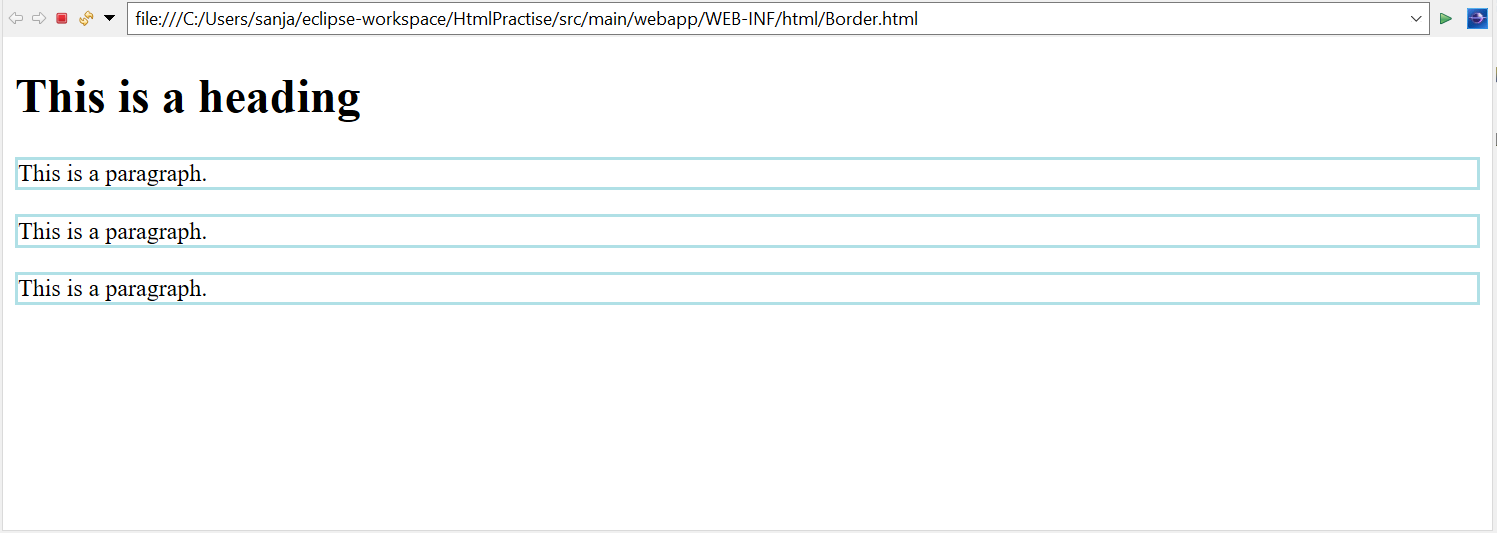 file:///C:/Users/sanja/eclipse-workspace/HtmlPractise/src/main/webapp/WEB-INF/html/Border.html
This is a heading
This is a paragraph.
This is a paragraph.
This is a paragraph.